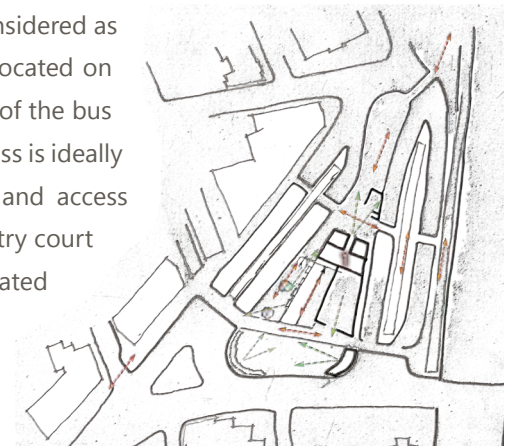 nsidered as
ocated on
of the bus
ss is ideally
and access
try court
ated